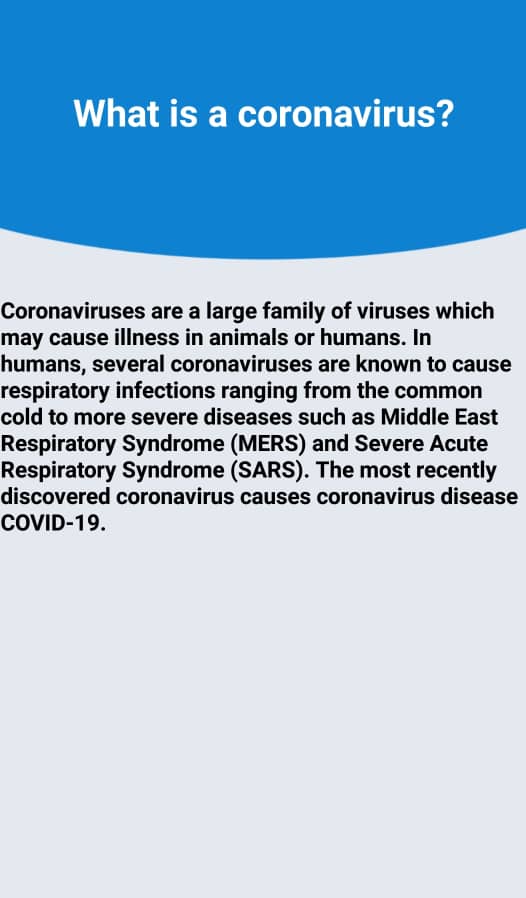 What is a coronavirus?
Coronaviruses are a large family of viruses which
may cause illness in animals or humans. In
humans, several coronaviruses are known to cause
respiratory infections ranging from the common
cold to more severe diseases such as Middle East
Respiratory Syndrome (MERS) and Severe Acute
Respiratory Syndrome (SARS). The most recently
discovered coronavirus causes coronavirus disease
COVID-19.